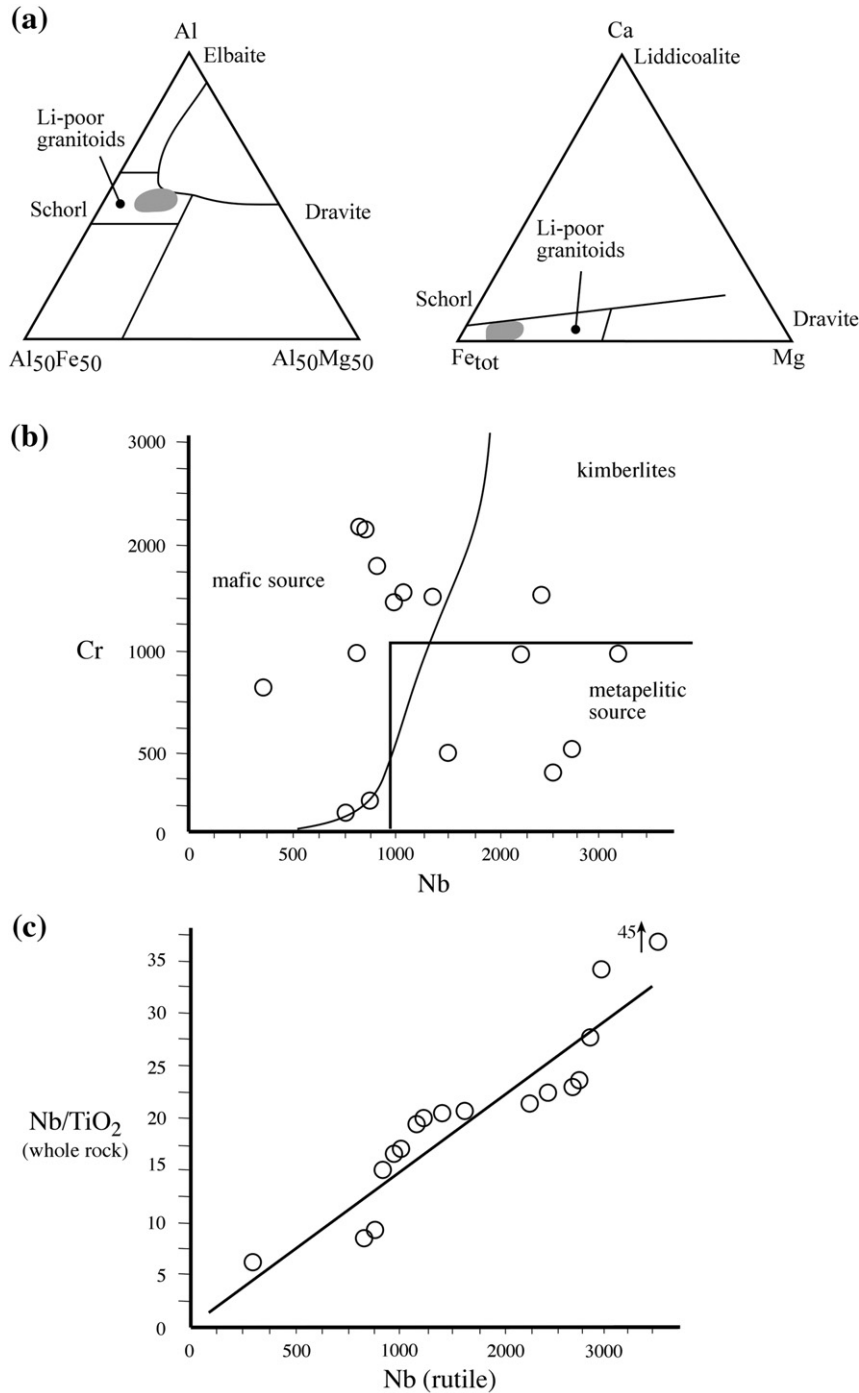 (a)
Al
Elbaite
Li-poor
granitoids
Schorl
Dravite
Al50Fe50
Al50Mg50
Ca
Liddicoalite
Li-poor
granitoids
Schorl
Dravite
Fetot
Mg
(b)
3000
kimberlites
2000
mafic source
Cr
1000
metapelitic
source
500
0
0
500
1000
2000
3000
Nb
(c)
45
35
30
25
Nb/TiO2
20
(whole rock)
15
10
5
0
0
500
1000
2000
3000
Nb (rutile)